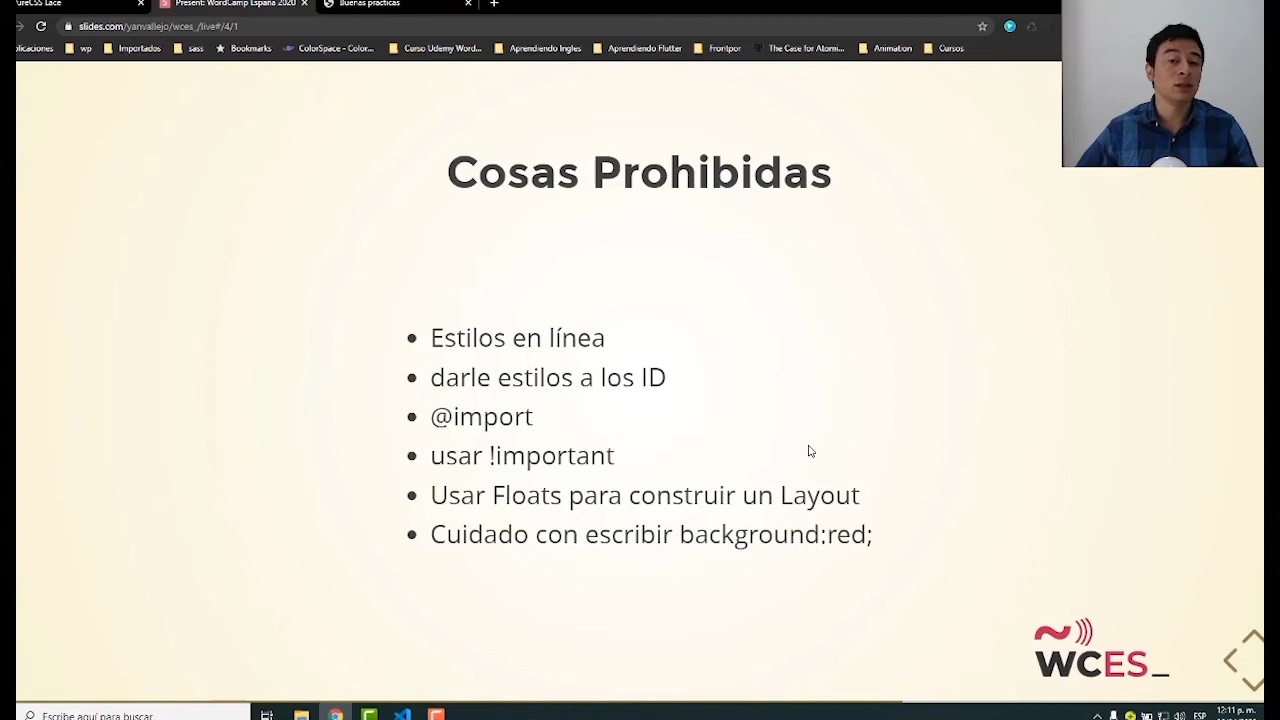 ureCSS Lace
Present: WordCamp España 2020
Buenas prácticas
slides.com/yanvallejo/wces_/live#/4/1
plicaciones
wp
Importados
sass
Bookmarks
ColorSpace - Color...
Curso Udemy Word...
Aprendiendo Ingles
Aprendiendo Flutter
Frontpor
The Case for Atomi...
Animation
Cursos
Cosas Prohibidas
• Estilos en línea
• darle estilos a los ID
• @import
• usar !important
• Usar Floats para construir un Layout
• Cuidado con escribir background:red;
WCES_
Escribe aquí para buscar
ESP
12:11 p. m.